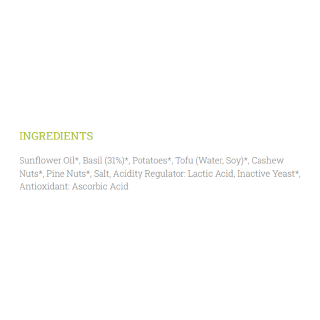 INGREDIENTS
Sunflower Oil*, Basil (31%)*, Potatoes*, Tofu (Water, Soy)*, Cashew
Nuts*, Pine Nuts*, Salt, Acidity Regulator: Lactic Acid, Inactive Yeast*,
Antioxidant: Ascorbic Acid